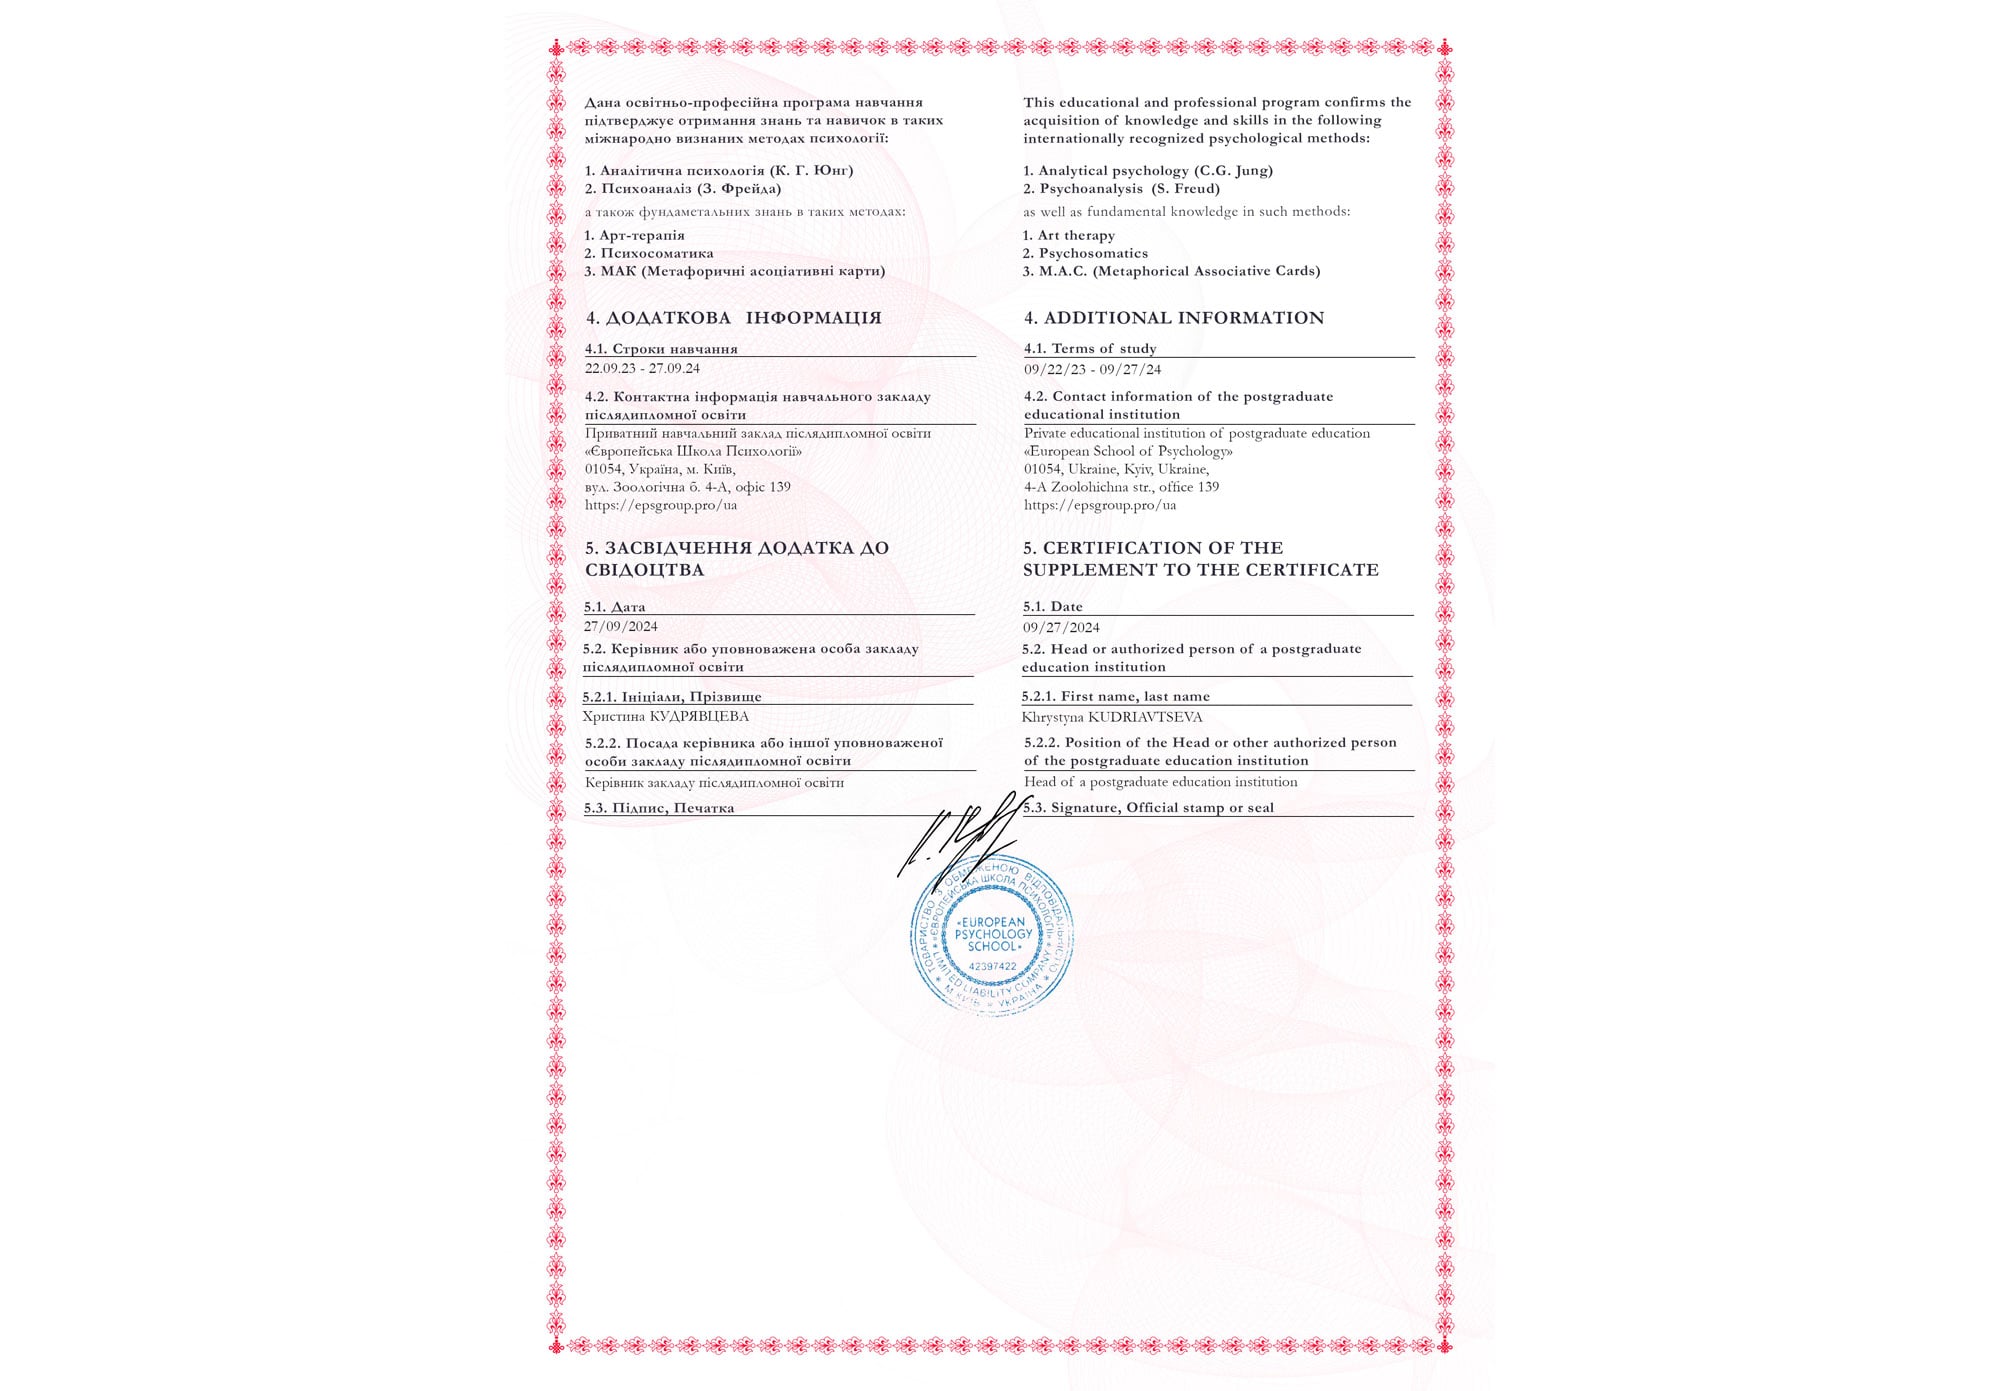 Дана освітньо-професійна програма навчання
підтверджує отримання знань та навичок в таких
міжнародно визнаних методах психології:
1. Аналітична психологія (К. Г. Юнг)
2. Психоаналіз (З. Фрейда)
а також фундаметальних знань в таких методах:
1. Арт-терапія
2. Психосоматика
3. МАК (Метафоричні асоціативні карти)
4. ДОДАТКОВА ІНФОРМАЦІЯ
4.1. Строки навчання
22.09.23 - 27.09.24
4.2. Контактна інформація навчального закладу
післядипломної освіти
Приватний навчальний заклад післядипломної освіти
«Європейська Школа Психології»
01054, Україна, м. Київ,
вул. Зоологічна б. 4-А, офіс 139
https://epsgroup.pro/ua
5. ЗАСВІДЧЕННЯ ДОДАТКА ДО
СВІДОЦТВА
5.1. Дата
27/09/2024
5.2. Керівник або уповноважена особа закладу
післядипломної освіти
5.2.1. Ініціали, Прізвище
Христина КУДРЯВЦЕВА
5.2.2. Посада керівника або іншої уповноваженої
особи закладу післядипломної освіти
Керівник закладу післядипломної освіти
5.3. Підпис, Печатка
This educational and professional program confirms the
acquisition of knowledge and skills in the following
internationally recognized psychological methods:
1. Analytical psychology (C.G. Jung)
2. Psychoanalysis (S. Freud)
as well as fundamental knowledge in such methods:
1. Art therapy
2. Psychosomatics
3. M.A.C. (Metaphorical Associative Cards)
4. ADDITIONAL INFORMATION
4.1. Terms of study
09/22/23 - 09/27/24
4.2. Contact information of the postgraduate
educational institution
Private educational institution of postgraduate education
«European School of Psychology»
01054, Ukraine, Kyiv, Ukraine,
4-A Zoolohichna str., office 139
https://epsgroup.pro/ua
5. CERTIFICATION OF THE
SUPPLEMENT TO THE CERTIFICATE
5.1. Date
09/27/2024
5.2. Head or authorized person of a postgraduate
education institution
5.2.1. First name, last name
Khrystyna KUDRIAVTSEVA
5.2.2. Position of the Head or other authorized person
of the postgraduate education institution
Head of a postgraduate education institution
5.3. Signature, Official stamp or seal
ТОВАРИСТВО З ОБМЕЖЕНОЮ ВІДПОВІДАЛЬНІСТЮ
«ЄВРОПЕЙСЬКА ШКОЛА ПСИХОЛОГІЇ»
«EUROPEAN
PSYCHOLOGY
SCHOOL»
42397422
LIMITED LIABILITY COMPANY
М. КИЇВ * УКРАЇНА